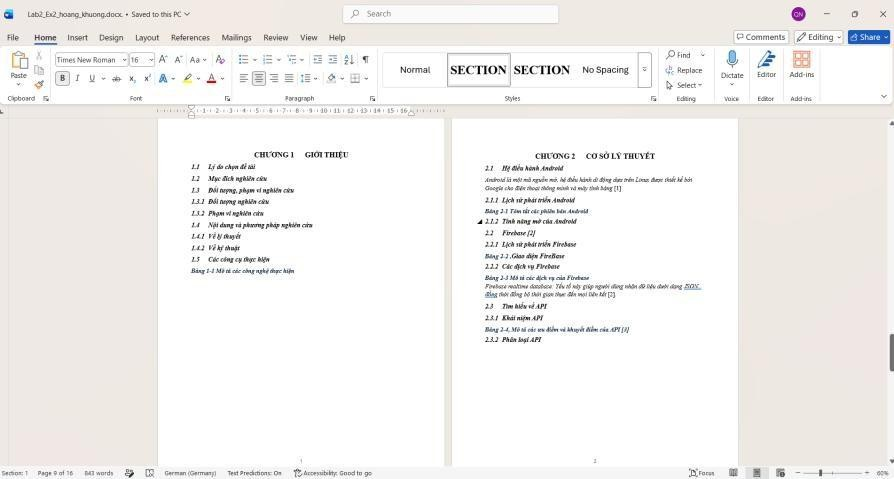 Lab2_Ex2_hoang_khuong.docx. • Saved to this PC
Search
QN
File Home Insert Design Layout References Mailings Review View Help
Comments Editing Share
Paste
Clipboard
Times New Roman 16
Font
Paragraph
Normal SECTION SECTION No Spacing
Styles
Find
Replace
Select
Editing
Dictate
Voice
Editor
Editor
Add-ins
Add-ins
CHƯƠNG 1 GIỚI THIỆU
1.1 Lý do chọn đề tài
1.2 Mục đích nghiên cứu
1.3 Đối tượng, phạm vi nghiên cứu
1.3.1 Đối tượng nghiên cứu
1.3.2 Phạm vi nghiên cứu
1.4 Nội dung và phương pháp nghiên cứu
1.4.1 Về lý thuyết
1.4.2 Về kỹ thuật
1.5 Các công cụ thực hiện
Bảng 1-1 Mô tả các công nghệ thực hiện
1
CHƯƠNG 2 CƠ SỞ LÝ THUYẾT
2.1 Hệ điều hành Android
Android là một mã nguồn mở, hệ điều hành di động dựa trên Linux được thiết kế bởi
Google cho điện thoại thông minh và máy tính bảng [1]
2.1.1 Lịch sử phát triển Android
Bảng 2-1 Tóm tắt các phiên bản Android
2.1.2 Tính năng mở của Android
2.2 Firebase [2]
2.2.1 Lịch sử phát triển Firebase
Bảng 2-2 .Giao diện FireBase
2.2.2 Các dịch vụ Firebase
Bảng 2-3 Mô tả các dịch vụ của Firebase
Firebase realtime database: Yếu tố này giúp người dùng nhận dữ liệu dưới dạng JSON,
đồng thời đồng bộ thời gian thực đến mọi liên kết [2].
2.3 Tìm hiểu về API
2.3.1 Khái niệm API
Bảng 2-4. Mô tả các ưu điểm và khuyết điểm của API [3]
2.3.2 Phân loại API
2
Section: 1 Page 9 of 16 843 words German (Germany) Text Predictions: On Accessibility: Good to go Focus 60%